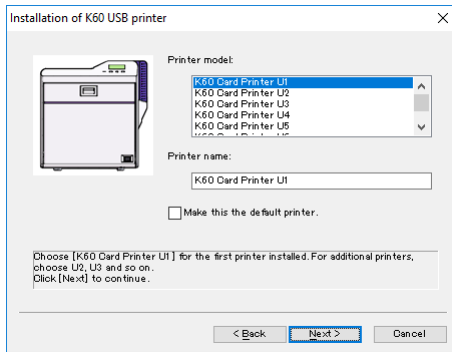 Installation of K60 USB printer
Printer model:
K60 Card Printer U1
K60 Card Printer U2
K60 Card Printer U3
K60 Card Printer U4
K60 Card Printer U5
Printer name:
K60 Card Printer U1
Make this the default printer.
Choose [K60 Card Printer U1] for the first printer installed. For additional printers,
choose U2, U3 and so on.
Click [Next] to continue.
< Back
Next >
Cancel